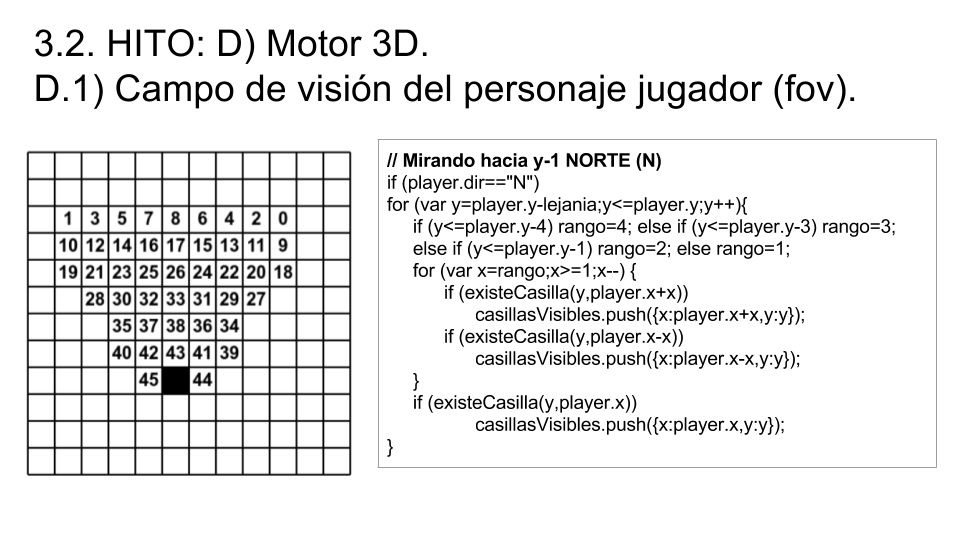 3.2. HITO: D) Motor 3D.
D.1) Campo de visión del personaje jugador (fov).
1 3 5 7 8 6 4 2 0
10 12 14 16 17 15 13 11 9
19 21 23 25 26 24 22 20 18
28 30 32 33 31 29 27
35 37 38 36 34
40 42 43 41 39
45 44
// Mirando hacia y-1 NORTE (N)
if (player.dir=="N")
for (var y=player.y-lejania;y<=player.y;y++){
if (y<=player.y-4) rango=4; else if (y<=player.y-3) rango=3;
else if (y<=player.y-1) rango=2; else rango=1;
for (var x=rango;x>=1;x--) {
if (existeCasilla(y,player.x+x))
casillasVisibles.push({x:player.x+x,y:y});
if (existeCasilla(y,player.x-x))
casillasVisibles.push({x:player.x-x,y:y});
}
if (existeCasilla(y,player.x))
casillasVisibles.push({x:player.x,y:y});
}